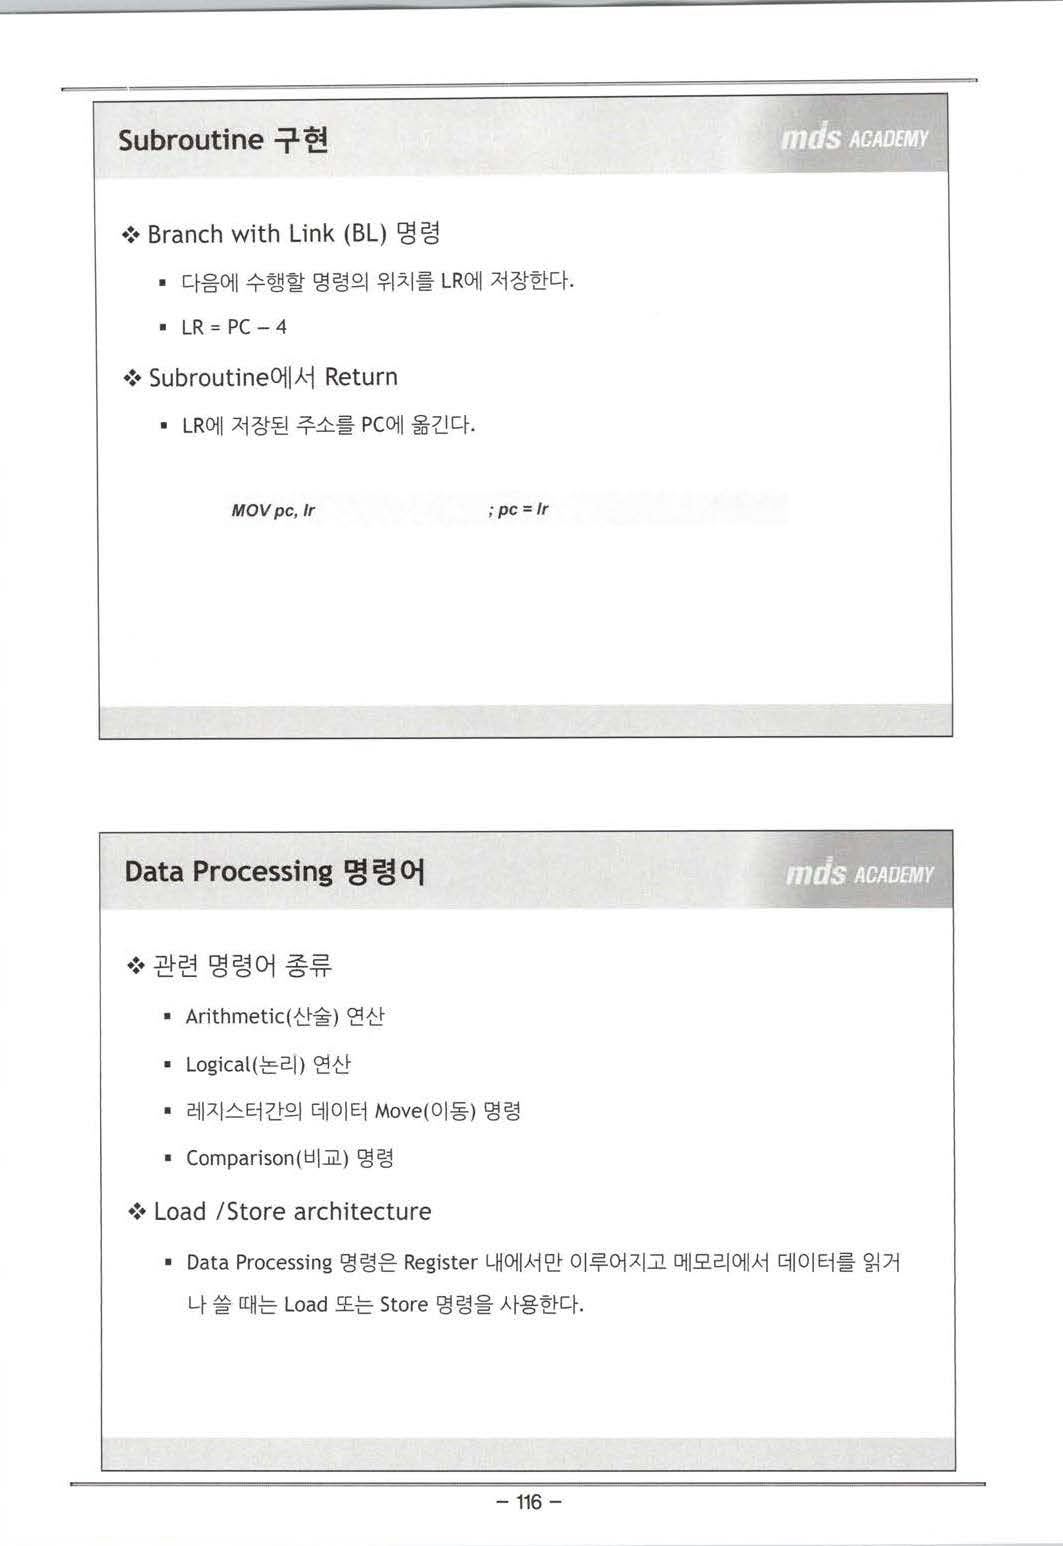 Subroutine 구현
mds ACADEMY
❖ Branch with Link (BL) 명령
▪ 다음에 수행할 명령의 위치를 LR에 저장한다.
▪ LR = PC – 4
❖ Subroutine에서 Return
▪ LR에 저장된 주소를 PC에 옮긴다.
MOV pc, lr ; pc = lr
Data Processing 명령어
mds ACADEMY
❖ 관련 명령어 종류
▪ Arithmetic(산술) 연산
▪ Logical(논리) 연산
▪ 레지스터간의 데이터 Move(이동) 명령
▪ Comparison(비교) 명령
❖ Load /Store architecture
▪ Data Processing 명령은 Register 내에서만 이루어지고 메모리에서 데이터를 읽거
나 쓸 때는 Load 또는 Store 명령을 사용한다.
– 116 –